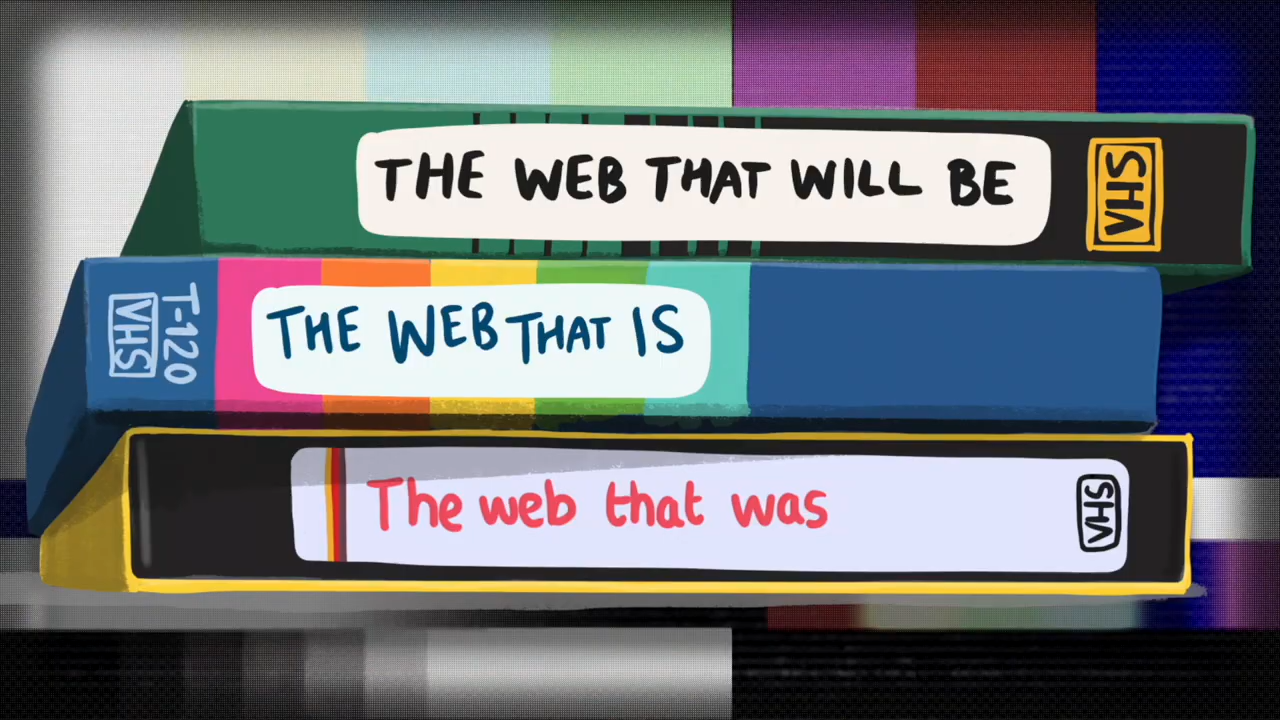 THE WEB THAT WILL BE
VHS
T-120
VHS
THE WEB THAT IS
The web that was
VHS